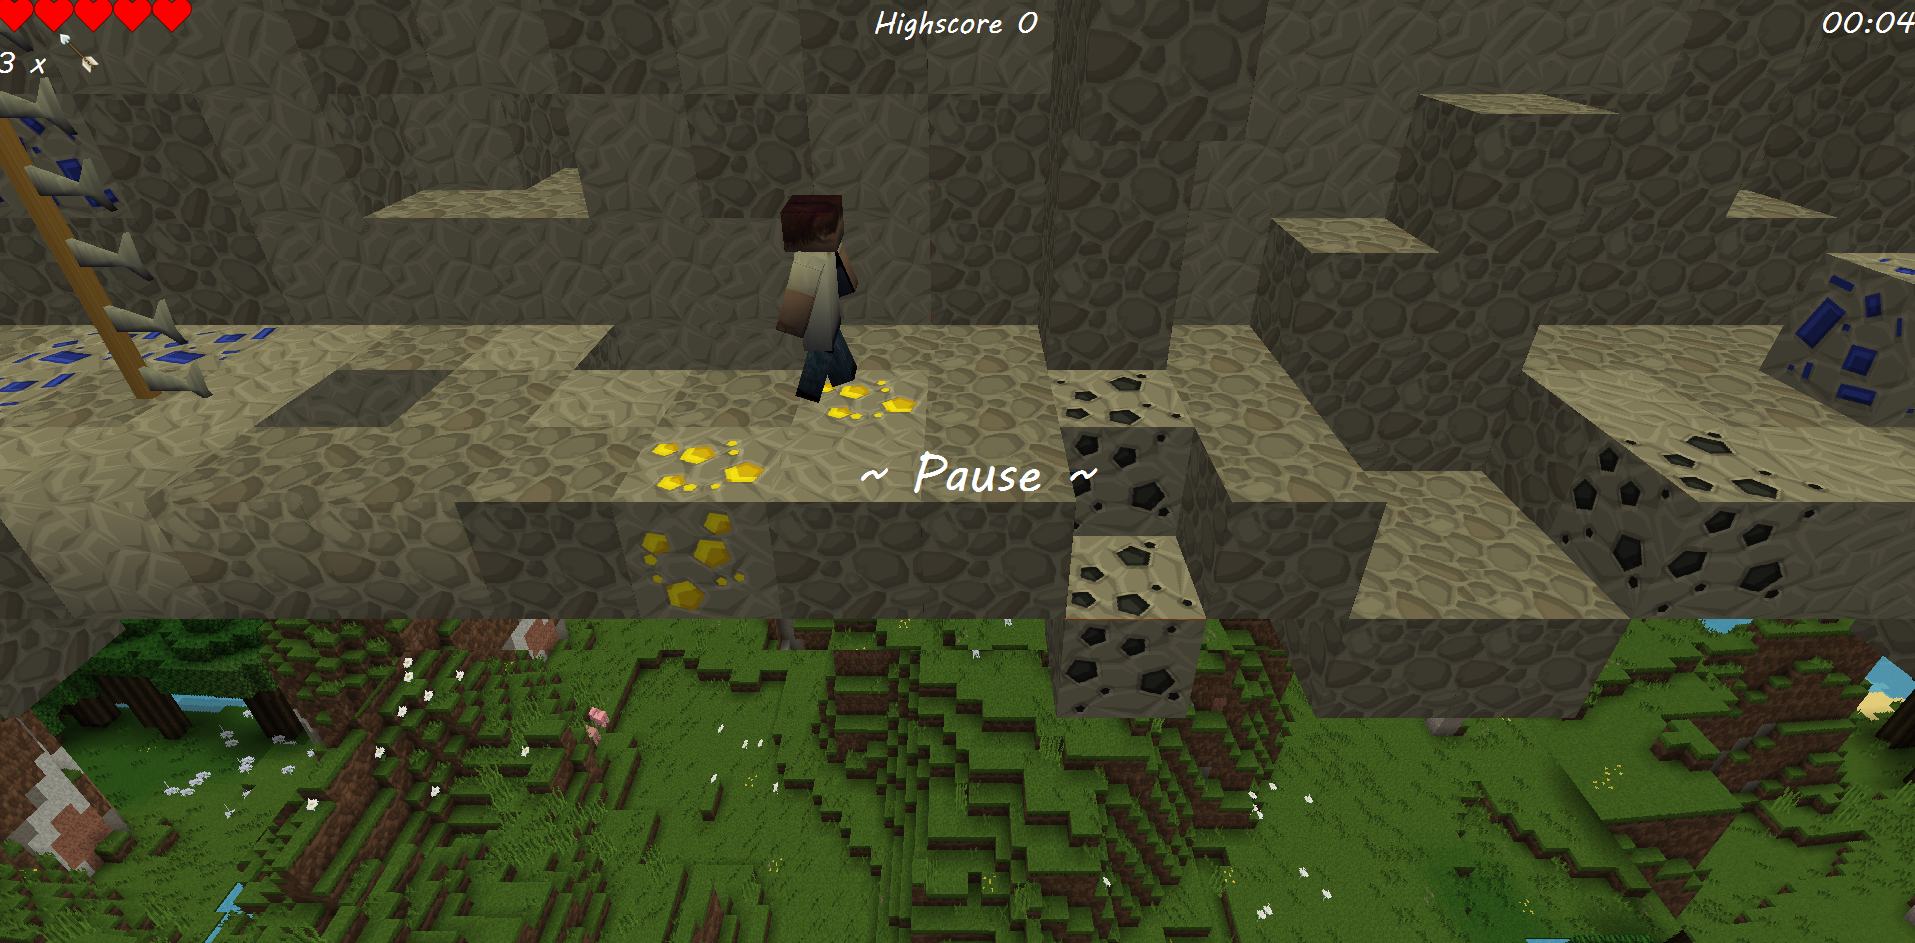 Highscore 0
00:04
3 x
~ Pause ~